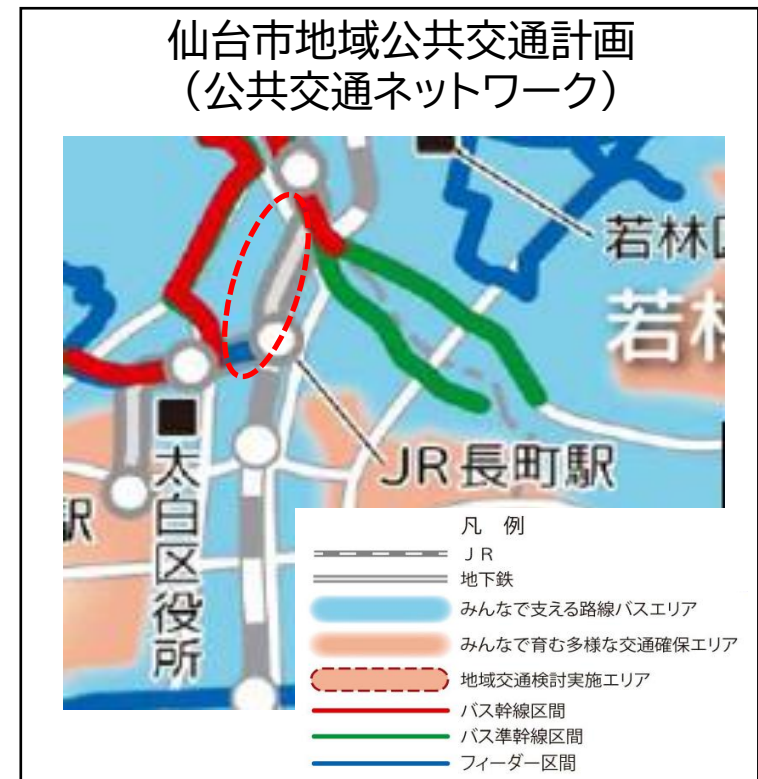 仙台市地域公共交通計画
（公共交通ネットワーク）
若林
若
JR長町駅
駅
太白区役所
凡 例
ＪＲ
地下鉄
みんなで支える路線バスエリア
みんなで育む多様な交通確保エリア
地域交通検討実施エリア
バス幹線区間
バス準幹線区間
フィーダー区間